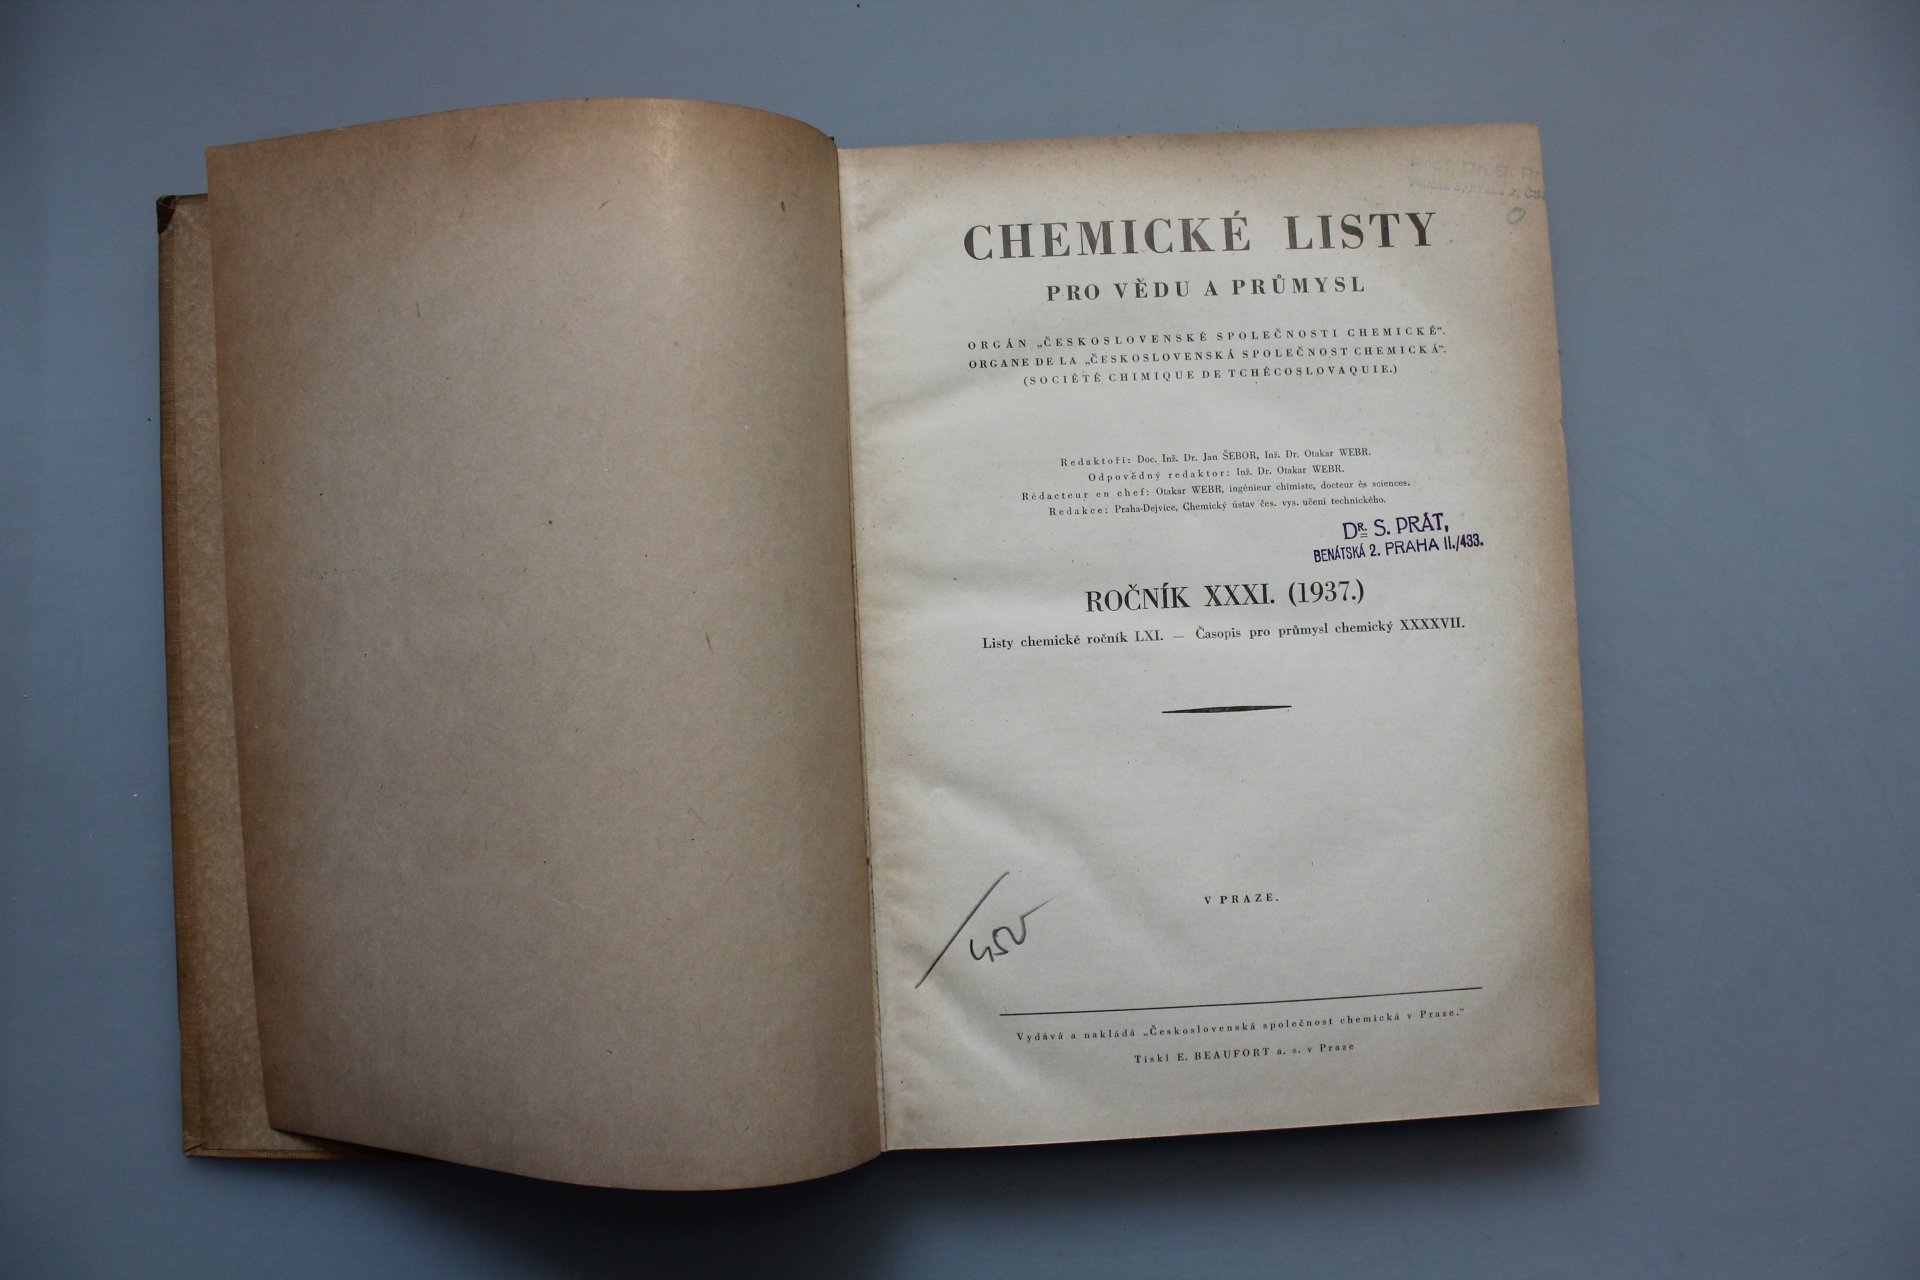 Dr. S.
CHEMICKÉ LISTY
PRO VĚDU A PRŮMYSL
ORGÁN „ČESKOSLOVENSKÉ SPOLEČNOSTI CHEMICKÉ”.
ORGANE DE LA „ČESKOSLOVENSKÁ SPOLEČNOST CHEMICKÁ”.
(SOCIÉTÉ CHIMIQUE DE TCHÉCOSLOVAQUIE.)
Redaktoři: Doc. Inž. Dr. Jan ŠEBOR, Inž. Dr. Otakar WEBR.
Odpovědný redaktor: Inž. Dr. Otakar WEBR.
Rédacteur en chef: Otakar WEBR, ingénieur chimiste, docteur ès sciences.
Redakce: Praha-Dejvice, Chemický ústav čes. vys. učení technického.
DR. S. PRÁT,
BENÁTSKÁ 2. PRAHA II./433.
ROČNÍK XXXI. (1937.)
Listy chemické ročník LXI. — Časopis pro průmysl chemický XXXXVII.
V PRAZE.
Vydává a nakládá „Československá společnost chemická v Praze.”
Tiskl E. BEAUFORT a. s. v Praze